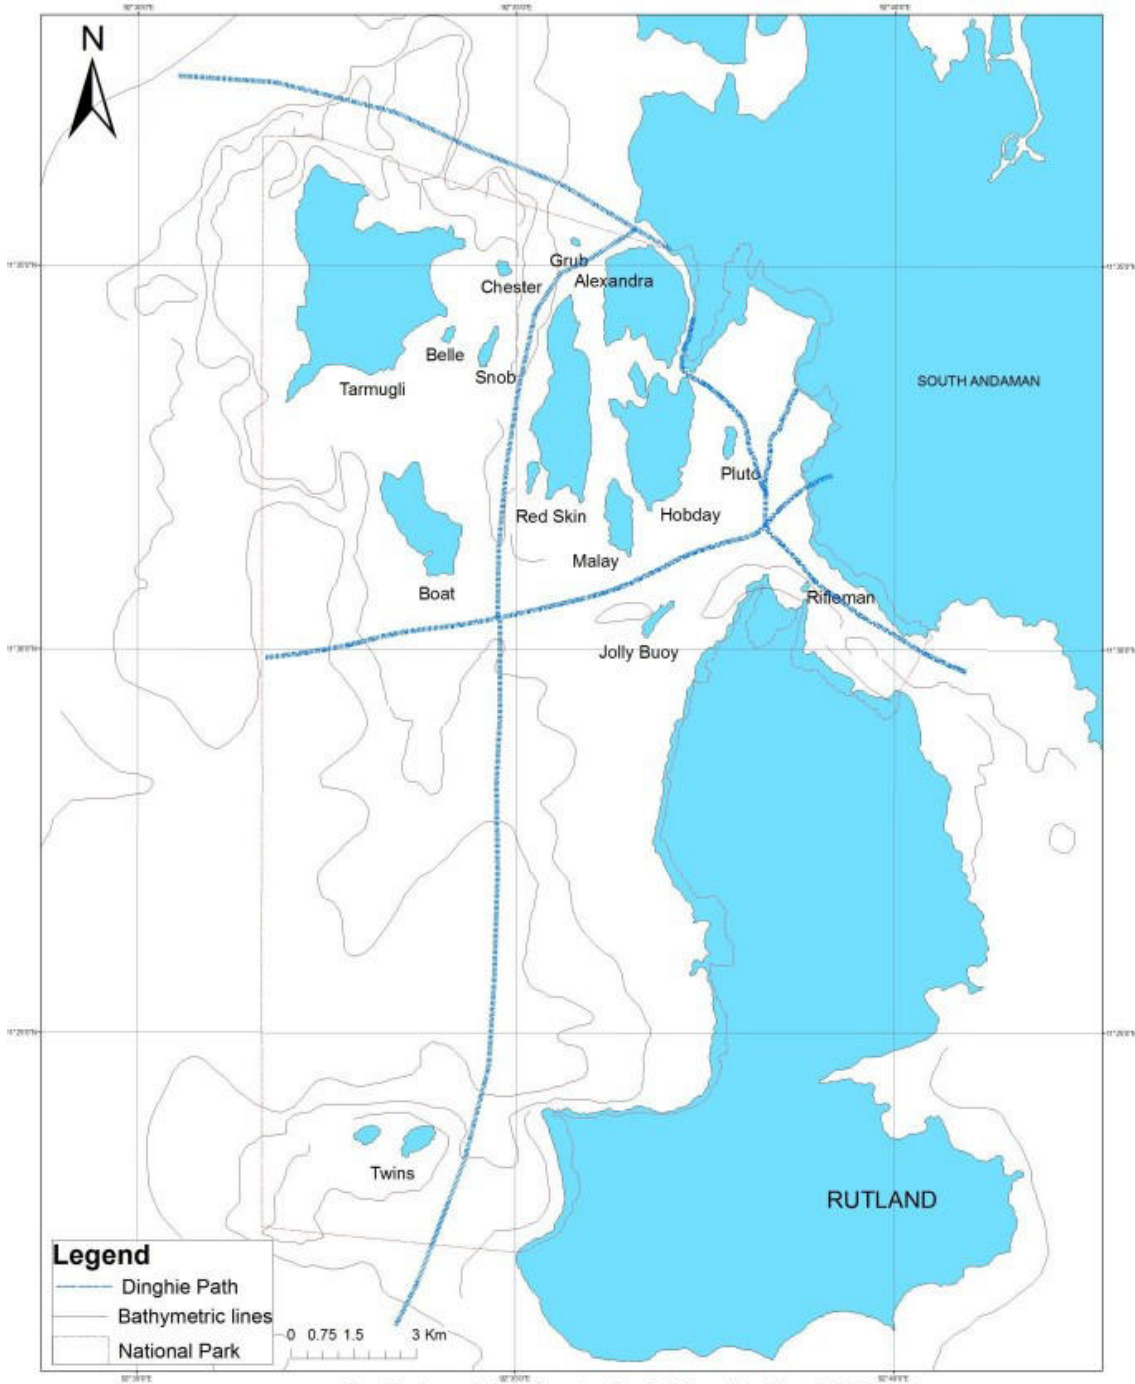 N
Grub
Chester
Alexandra
Belle
Snob
Tarmugli
SOUTH ANDAMAN
Pluto
Red Skin
Hobday
Malay
Boat
Rifleman
Jolly Buoy
Twins
RUTLAND
Legend
Dinghie Path
Bathymetric lines
National Park
0 0.75 1.5 3 Km